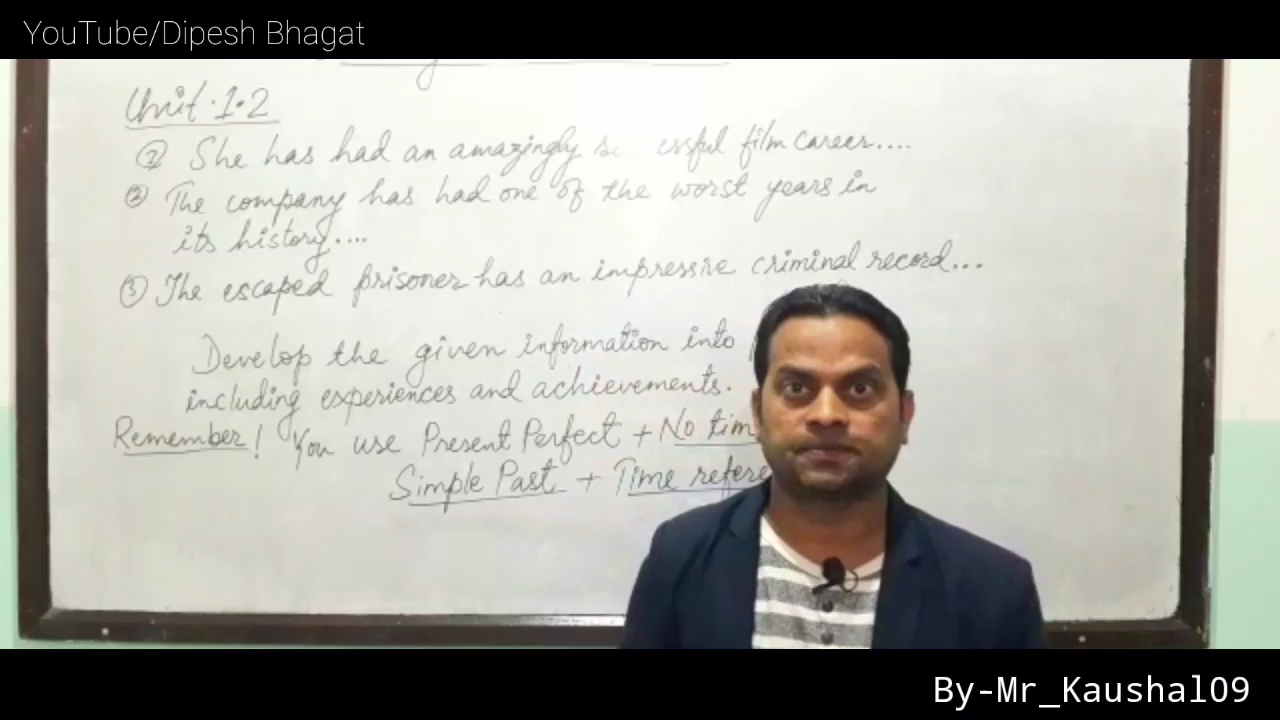 YouTube/Dipesh Bhagat
Unit.1.2
① She has had an amazingly film career....
② The company has had one of the worst years in
its history....
③ The escaped prisoner has an impressive criminal record...
Develop the given information into
including experiences and achievements.
Remember! You use Present Perfect + No
Simple Past + Time
By-Mr_Kaushal09